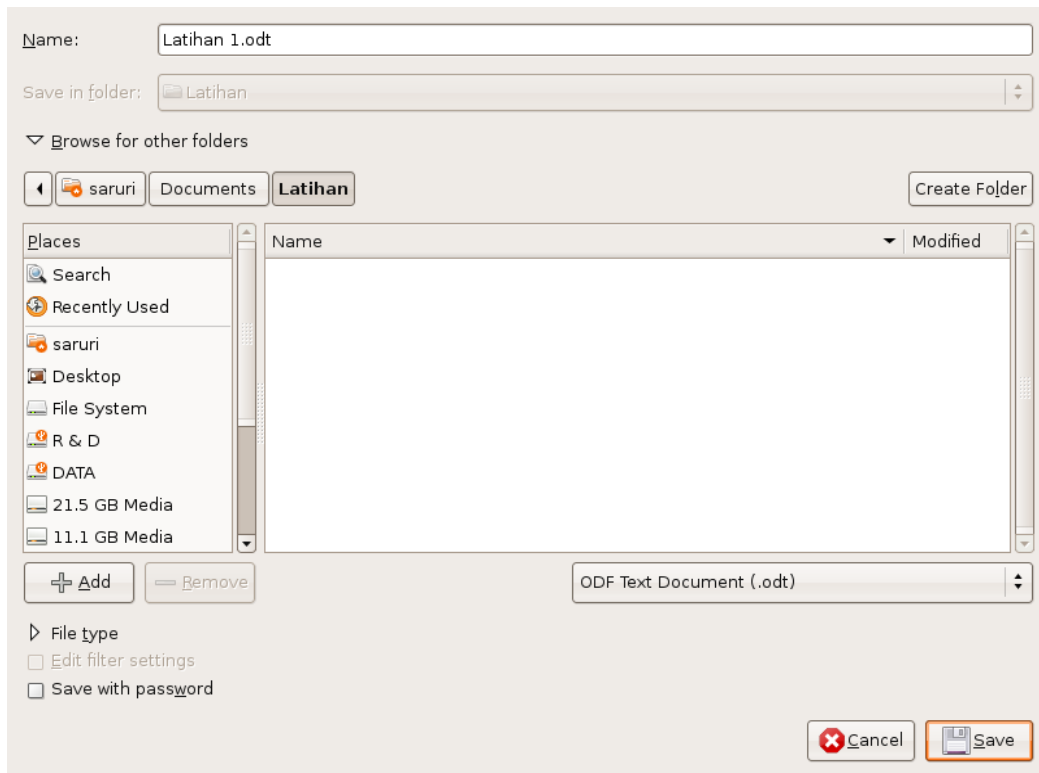 Name: Latihan 1.odt
Save in folder: Latihan
Browse for other folders
saruri Documents Latihan Create Folder
Places Name Modified
Search
Recently Used
saruri
Desktop
File System
R & D
DATA
21.5 GB Media
11.1 GB Media
Add Remove ODF Text Document (.odt)
File type
Edit filter settings
Save with password
Cancel Save